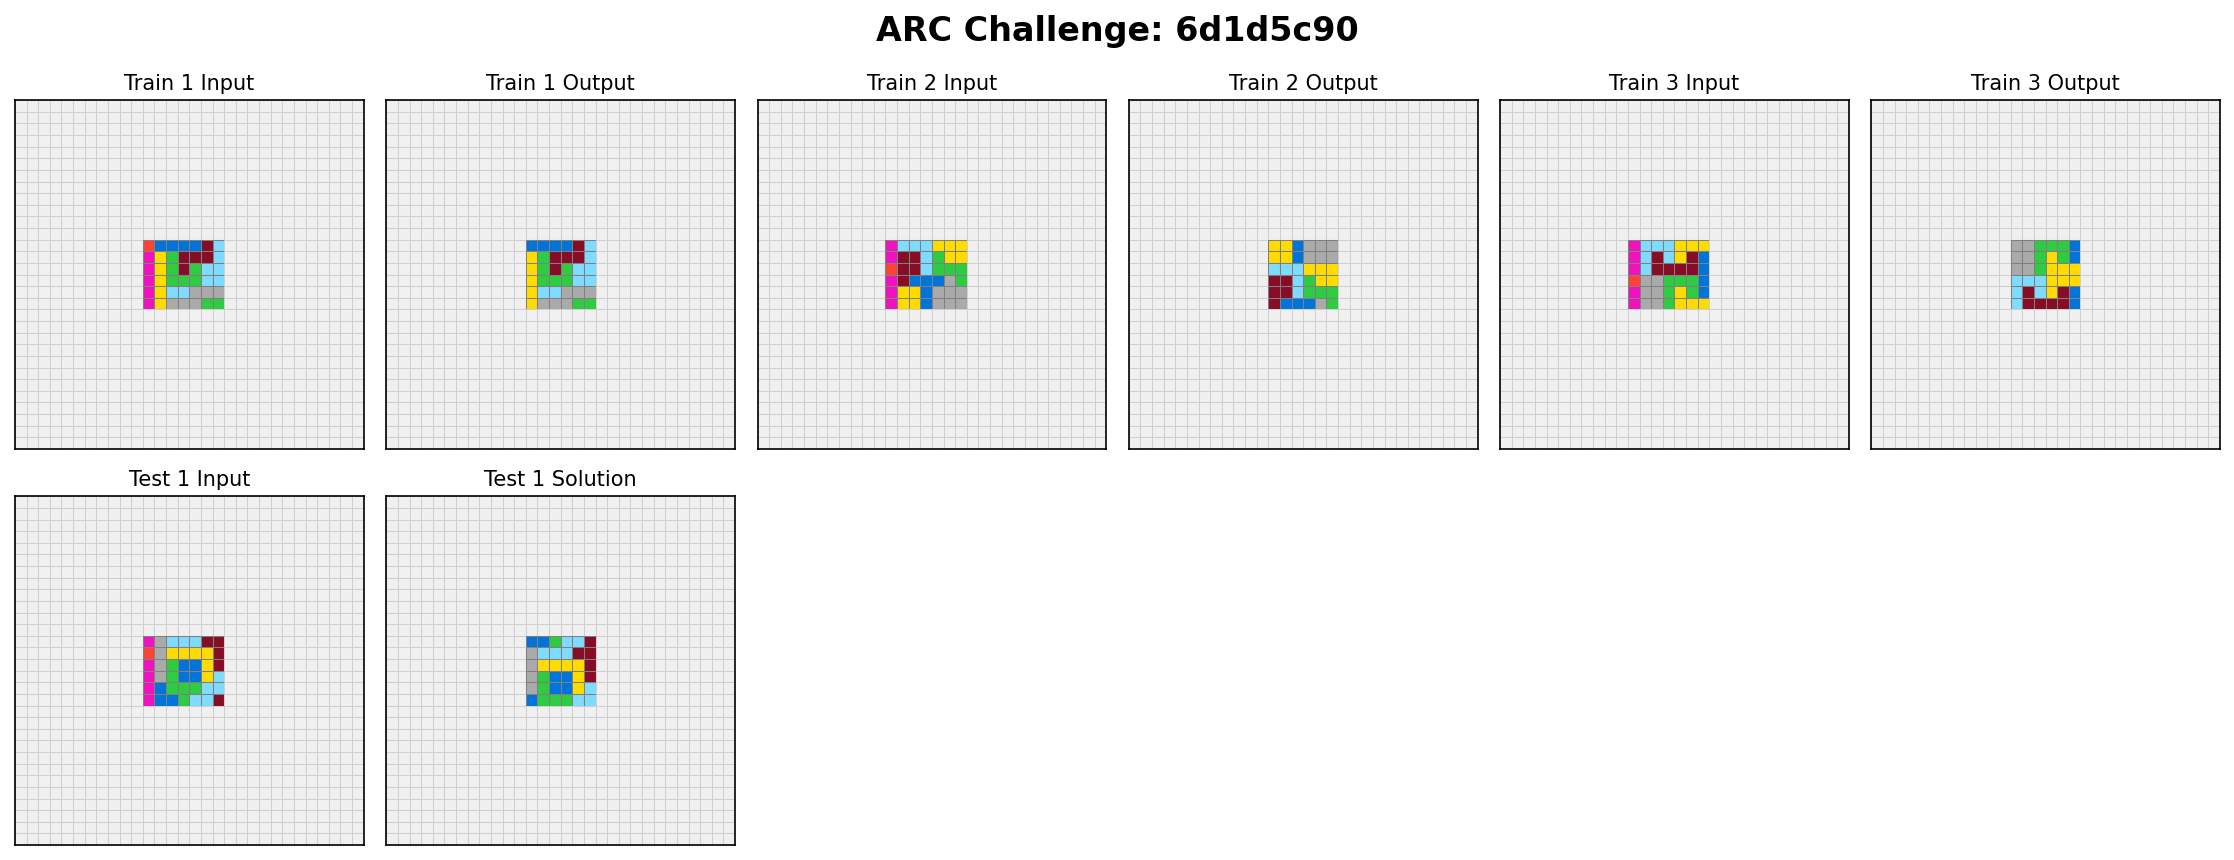 ARC Challenge: 6d1d5c90
Train 1 Input
Train 1 Output
Train 2 Input
Train 2 Output
Train 3 Input
Train 3 Output
Test 1 Input
Test 1 Solution